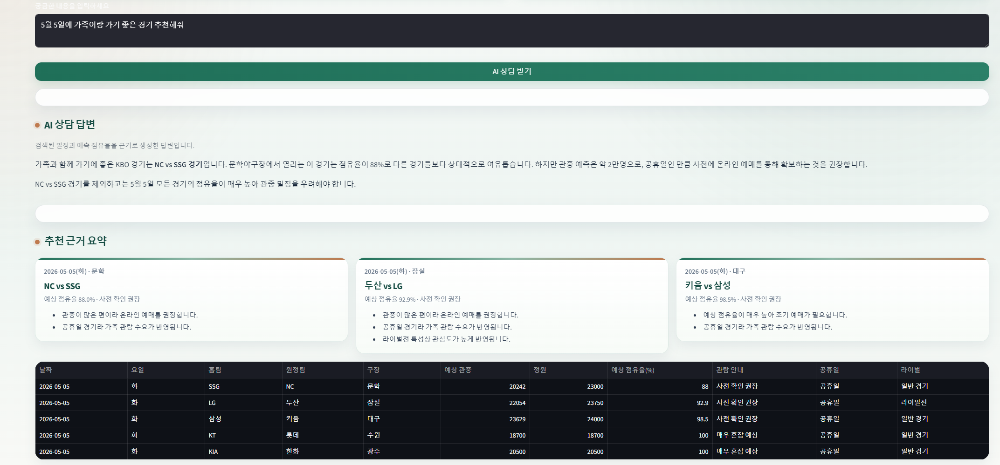 궁금한 내용을 입력하세요
5월 5일에 가족이랑 가기 좋은 경기 추천해줘
AI 상담 받기
AI 상담 답변
검색된 일정과 예측 점유율을 근거로 생성한 답변입니다.
가족과 함께 가기에 좋은 KBO 경기는 NC vs SSG 경기입니다. 문학야구장에서 열리는 이 경기는 점유율이 88%로 다른 경기들보다 상대적으로 여유롭습니다. 하지만 관중 예측은 약 2만명으로, 공휴일인 만큼 사전에 온라인 예매를 통해 확보하는 것을 권장합니다.
NC vs SSG 경기를 제외하고는 5월 5일 모든 경기의 점유율이 매우 높아 관중 밀집을 우려해야 합니다.
추천 근거 요약
2026-05-05(화) · 문학
NC vs SSG
예상 점유율 88.0% · 사전 확인 권장
• 관중이 많은 편이라 온라인 예매를 권장합니다.
• 공휴일 경기라 가족 관람 수요가 반영됩니다.
2026-05-05(화) · 잠실
두산 vs LG
예상 점유율 92.9% · 사전 확인 권장
• 관중이 많은 편이라 온라인 예매를 권장합니다.
• 공휴일 경기라 가족 관람 수요가 반영됩니다.
• 라이벌전 특성상 관심도가 높게 반영됩니다.
2026-05-05(화) · 대구
키움 vs 삼성
예상 점유율 98.5% · 사전 확인 권장
• 예상 점유율이 매우 높아 조기 예매가 필요합니다.
• 공휴일 경기라 가족 관람 수요가 반영됩니다.
날짜 요일 홈팀 원정팀 구장 예상 관중 정원 예상 점유율(%) 관람 안내 공휴일 라이벌
2026-05-05 화 SSG NC 문학 20242 23000 88 사전 확인 권장 공휴일 일반 경기
2026-05-05 화 LG 두산 잠실 22054 23750 92.9 사전 확인 권장 공휴일 라이벌전
2026-05-05 화 삼성 키움 대구 23629 24000 98.5 사전 확인 권장 공휴일 일반 경기
2026-05-05 화 KT 롯데 수원 18700 18700 100 매우 혼잡 예상 공휴일 일반 경기
2026-05-05 화 KIA 한화 광주 20500 20500 100 매우 혼잡 예상 공휴일 일반 경기